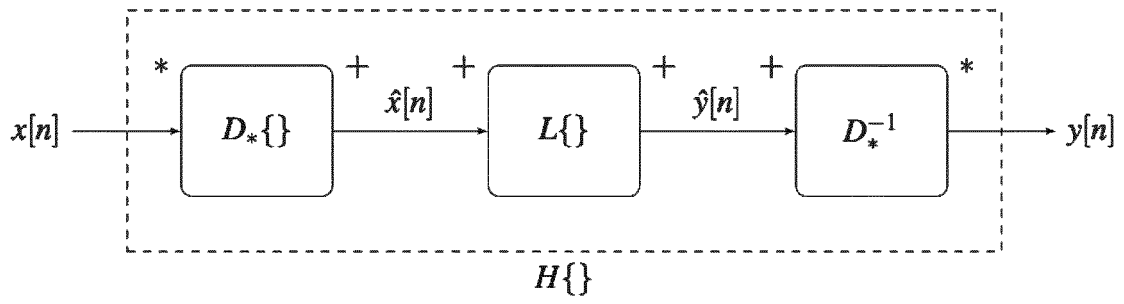 * + + + + *
x̂[n] ŷ[n]
x[n] D∗{} L{} D∗⁻¹ y[n]
H{}